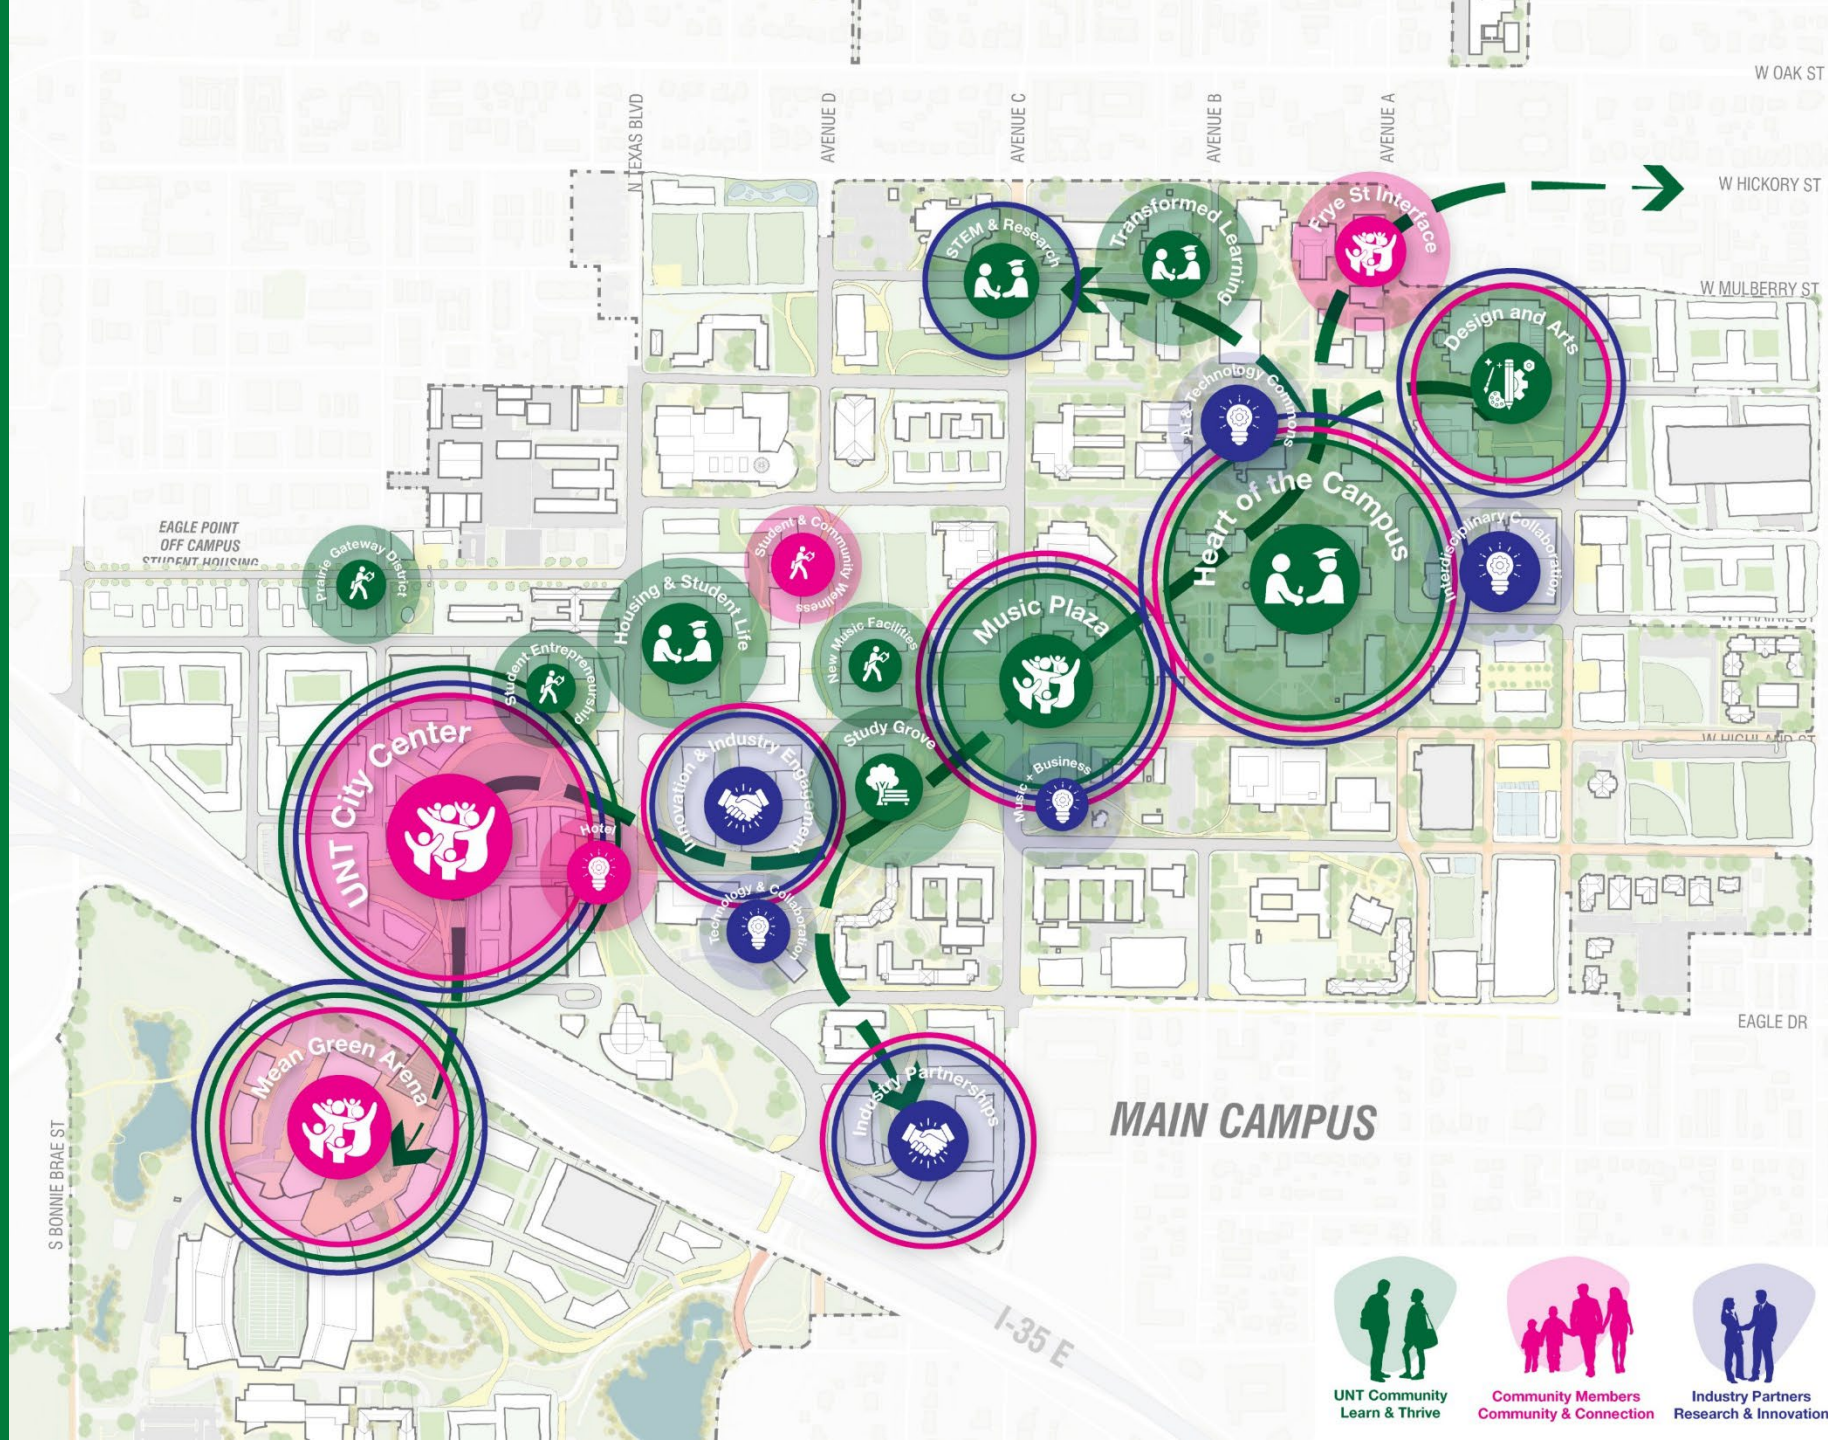 W OAK ST
N TEXAS BLVD
AVENUE D
AVENUE C
AVENUE B
AVENUE A
W HICKORY ST
Frye St Interface
Transformed Learning
STEM & Research
W MULBERRY ST
Design and Arts
AI & Technology Commons
Heart of the Campus
Interdisciplinary Collaboration
EAGLE POINT
OFF CAMPUS
STUDENT HOUSING
Prairie Gateway District
Student & Community Wellness
Housing & Student Life
New Music Facilities
Music Plaza
W PRAIRIE ST
Student Entrepreneurship
UNT City Center
Innovation & Industry Engagement
Study Grove
Music + Business
W HIGHLAND ST
Hotel
Technology & Collaboration
EAGLE DR
Mean Green Arena
Industry Partnerships
MAIN CAMPUS
S BONNIE BRAE ST
I-35 E
UNT Community
Learn & Thrive
Community Members
Community & Connection
Industry Partners
Research & Innovation